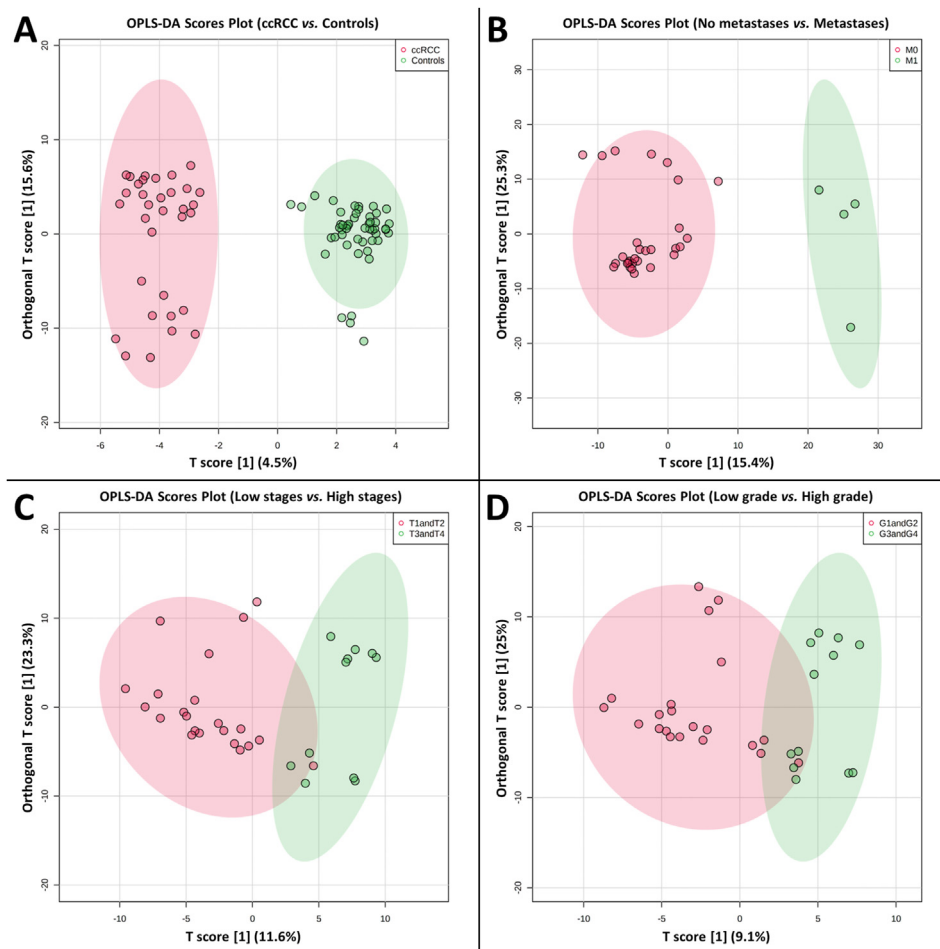 A
OPLS-DA Scores Plot (ccRCC vs. Controls)
ccRCC
Controls
20
10
0
-10
-20
Orthogonal T score [1] (15.6%)
-6 -4 -2 0 2 4
T score [1] (4.5%)
B
OPLS-DA Scores Plot (No metastases vs. Metastases)
M0
M1
30
20
10
0
-10
-20
-30
Orthogonal T score [1] (25.3%)
-10 0 10 20 30
T score [1] (15.4%)
C
OPLS-DA Scores Plot (Low stages vs. High stages)
T1andT2
T3andT4
20
10
0
-10
-20
Orthogonal T score [1] (23.3%)
-10 -5 0 5 10
T score [1] (11.6%)
D
OPLS-DA Scores Plot (Low grade vs. High grade)
G1andG2
G3andG4
20
10
0
-10
-20
Orthogonal T score [1] (25%)
-10 -5 0 5 10
T score [1] (9.1%)